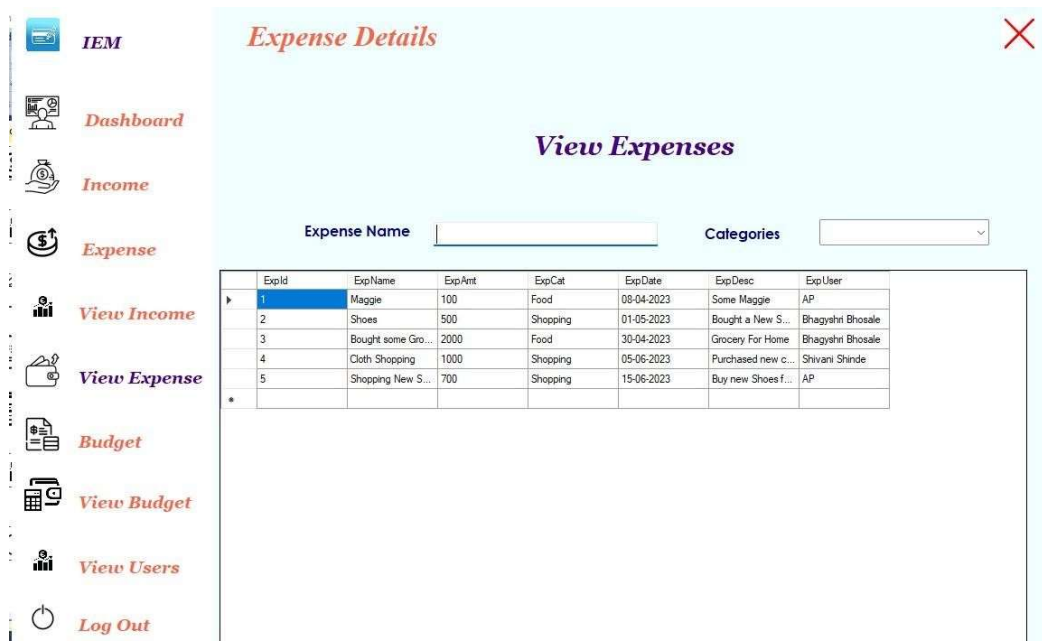 IEM
Expense Details
Dashboard
View Expenses
Income
Expense Name
Categories
Expense
ExpId ExpName ExpAmt ExpCat ExpDate ExpDesc ExpUser
1 Maggie 100 Food 08-04-2023 Some Maggie AP
2 Shoes 500 Shopping 01-05-2023 Bought a New S... Bhagyshri Bhosale
3 Bought some Gro... 2000 Food 30-04-2023 Grocery For Home Bhagyshri Bhosale
4 Cloth Shopping 1000 Shopping 05-06-2023 Purchased new c... Shivani Shinde
5 Shopping New S... 700 Shopping 15-06-2023 Buy new Shoes f... AP
View Income
View Expense
Budget
View Budget
View Users
Log Out